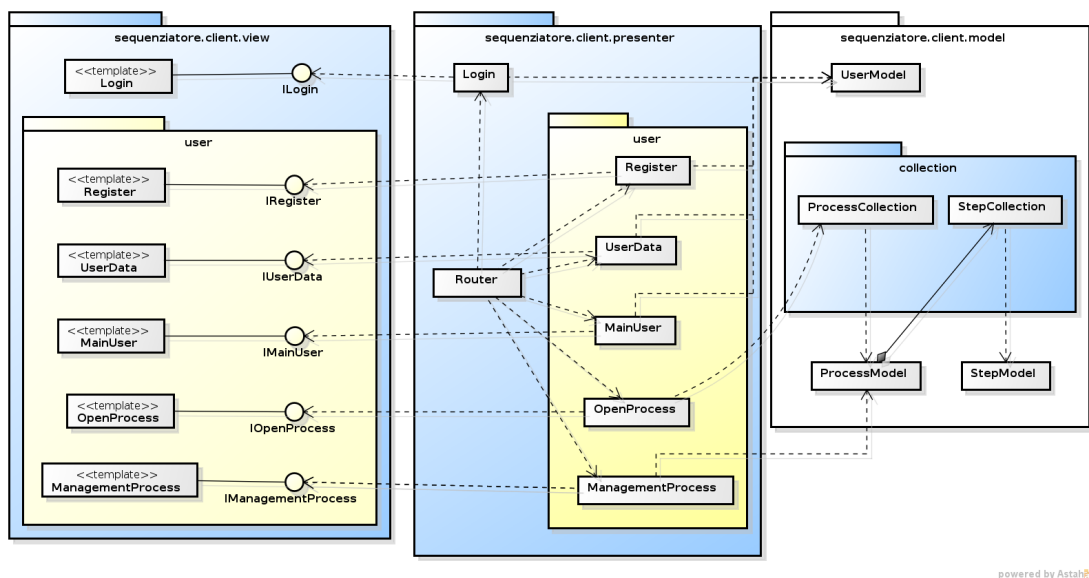 sequenziatore.client.view
<<template>>
Login
ILogin
user
<<template>>
Register
IRegister
<<template>>
UserData
IUserData
<<template>>
MainUser
IMainUser
<<template>>
OpenProcess
IOpenProcess
<<template>>
ManagementProcess
IManagementProcess
sequenziatore.client.presenter
Login
Router
user
Register
UserData
MainUser
OpenProcess
ManagementProcess
sequenziatore.client.model
UserModel
collection
ProcessCollection
StepCollection
ProcessModel
StepModel
powered by Astah